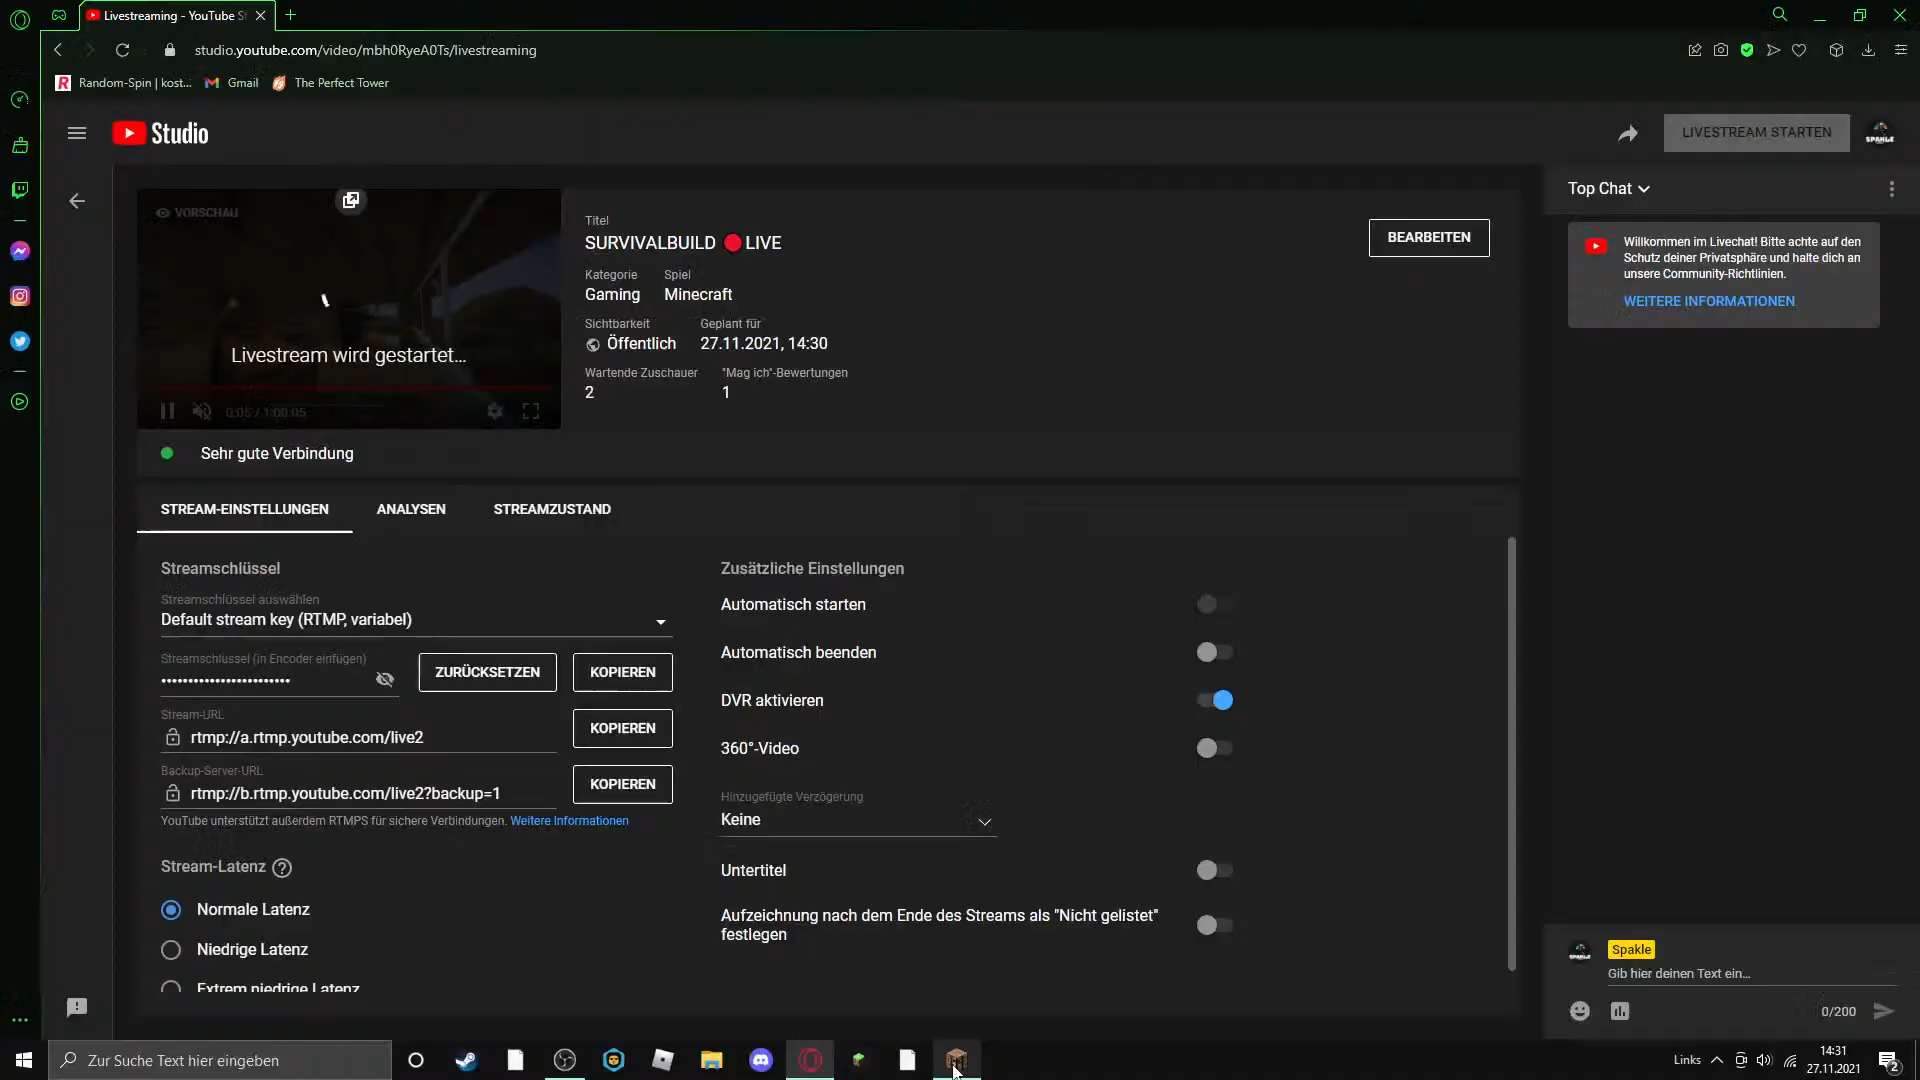 Livestreaming - YouTube S
studio.youtube.com/video/mbh0RyeA0Ts/livestreaming
Random-Spin | kost...
Gmail
The Perfect Tower
Studio
LIVESTREAM STARTEN
SPAKLE
VORSCHAU
Livestream wird gestartet...
0:05 / 1:00:05
Titel
SURVIVALBUILD 🔴 LIVE
BEARBEITEN
Kategorie Spiel
Gaming Minecraft
Sichtbarkeit Geplant für
Öffentlich 27.11.2021, 14:30
Wartende Zuschauer "Mag ich"-Bewertungen
2 1
Sehr gute Verbindung
STREAM-EINSTELLUNGEN ANALYSEN STREAMZUSTAND
Streamschlüssel
Streamschlüssel auswählen
Default stream key (RTMP, variabel)
Streamschlüssel (in Encoder einfügen)
••••••••••••••••••••••••
ZURÜCKSETZEN
KOPIEREN
Stream-URL
rtmp://a.rtmp.youtube.com/live2
KOPIEREN
Backup-Server-URL
rtmp://b.rtmp.youtube.com/live2?backup=1
KOPIEREN
YouTube unterstützt außerdem RTMPS für sichere Verbindungen. Weitere Informationen
Stream-Latenz ?
Normale Latenz
Niedrige Latenz
Extrem niedrige Latenz
Zusätzliche Einstellungen
Automatisch starten
Automatisch beenden
DVR aktivieren
360°-Video
Hinzugefügte Verzögerung
Keine
Untertitel
Aufzeichnung nach dem Ende des Streams als "Nicht gelistet"
festlegen
Top Chat
Willkommen im Livechat! Bitte achte auf den
Schutz deiner Privatsphäre und halte dich an
unsere Community-Richtlinien.
WEITERE INFORMATIONEN
Spakle
Gib hier deinen Text ein...
0/200
Zur Suche Text hier eingeben
Links
14:31
27.11.2021
2